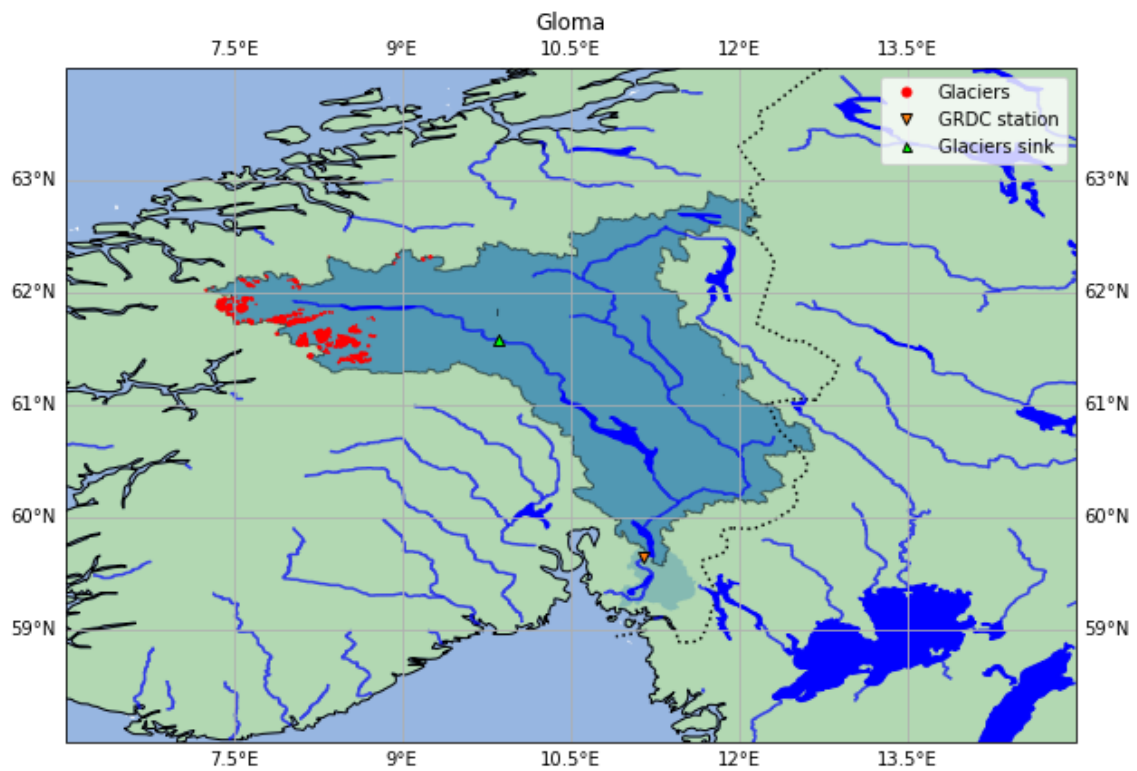 Gloma
7.5°E 9°E 10.5°E 12°E 13.5°E
Glaciers
GRDC station
Glaciers sink
63°N 63°N
62°N 62°N
61°N 61°N
60°N 60°N
59°N 59°N
7.5°E 9°E 10.5°E 12°E 13.5°E